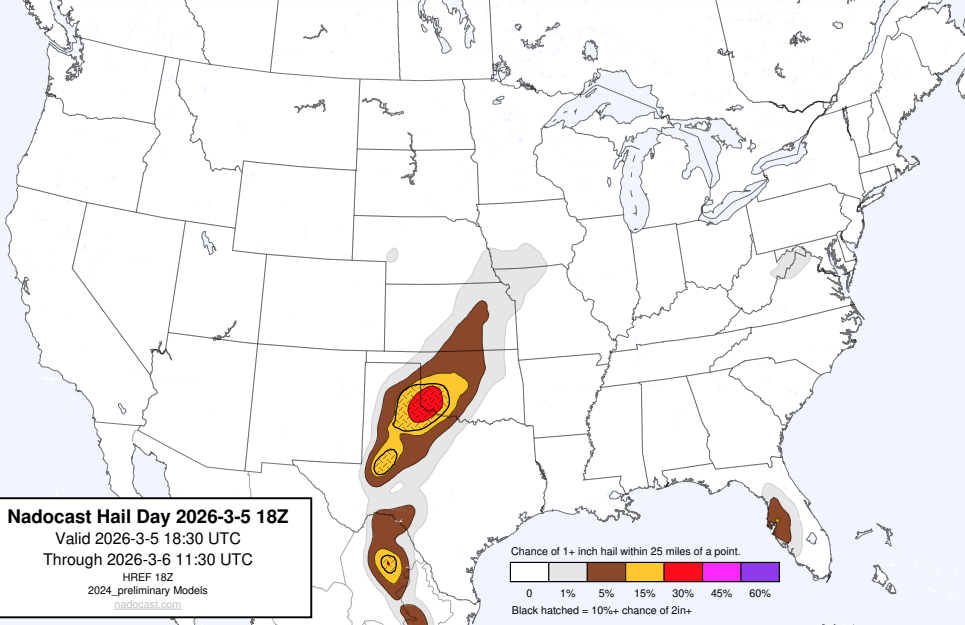 Nadocast Hail Day 2026-3-5 18Z
Valid 2026-3-5 18:30 UTC
Through 2026-3-6 11:30 UTC
HREF 18Z
2024_preliminary Models
nadocast.com
Chance of 1+ inch hail within 25 miles of a point.
0 1% 5% 15% 30% 45% 60%
Black hatched = 10%+ chance of 2in+